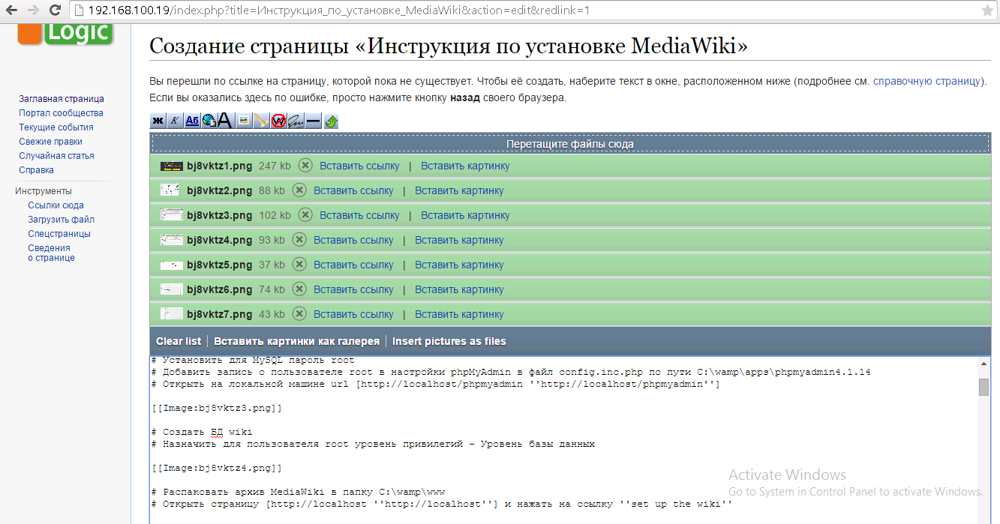 192.168.100.19/index.php?title=Инструкция_по_установке_MediaWiki&action=edit&redlink=1
Logic
Создание страницы «Инструкция по установке MediaWiki»
Вы перешли по ссылке на страницу, которой пока не существует. Чтобы её создать, наберите текст в окне, расположенном ниже (подробнее см. справочную страницу).
Если вы оказались здесь по ошибке, просто нажмите кнопку назад своего браузера.
Заглавная страница
Портал сообщества
Текущие события
Свежие правки
Случайная статья
Справка
Инструменты
Ссылки сюда
Загрузить файл
Спецстраницы
Сведения
о странице
Ж К Аб A W
Перетащите файлы сюда
bj8vktz1.png 247 kb Вставить ссылку | Вставить картинку
bj8vktz2.png 88 kb Вставить ссылку | Вставить картинку
bj8vktz3.png 102 kb Вставить ссылку | Вставить картинку
bj8vktz4.png 93 kb Вставить ссылку | Вставить картинку
bj8vktz5.png 37 kb Вставить ссылку | Вставить картинку
bj8vktz6.png 74 kb Вставить ссылку | Вставить картинку
bj8vktz7.png 43 kb Вставить ссылку | Вставить картинку
Clear list | Вставить картинки как галерея | Insert pictures as files
# Установить для MySQL пароль root
# Добавить запись о пользователе root в настройки phpMyAdmin в файл config.inc.php по пути C:\wamp\apps\phpmyadmin4.1.14
# Открыть на локальной машине url [http://localhost/phpmyadmin ''http://localhost/phpmyadmin'']
[[Image:bj8vktz3.png]]
# Создать БД wiki
# Назначить для пользователя root уровень привилегий – Уровень базы данных
[[Image:bj8vktz4.png]]
# Распаковать архив MediaWiki в папку C:\wamp\www
# Открыть страницу [http://localhost ''http://localhost''] и нажать на ссылку ''set up the wiki''
Activate Windows
Go to System in Control Panel to activate Windows.